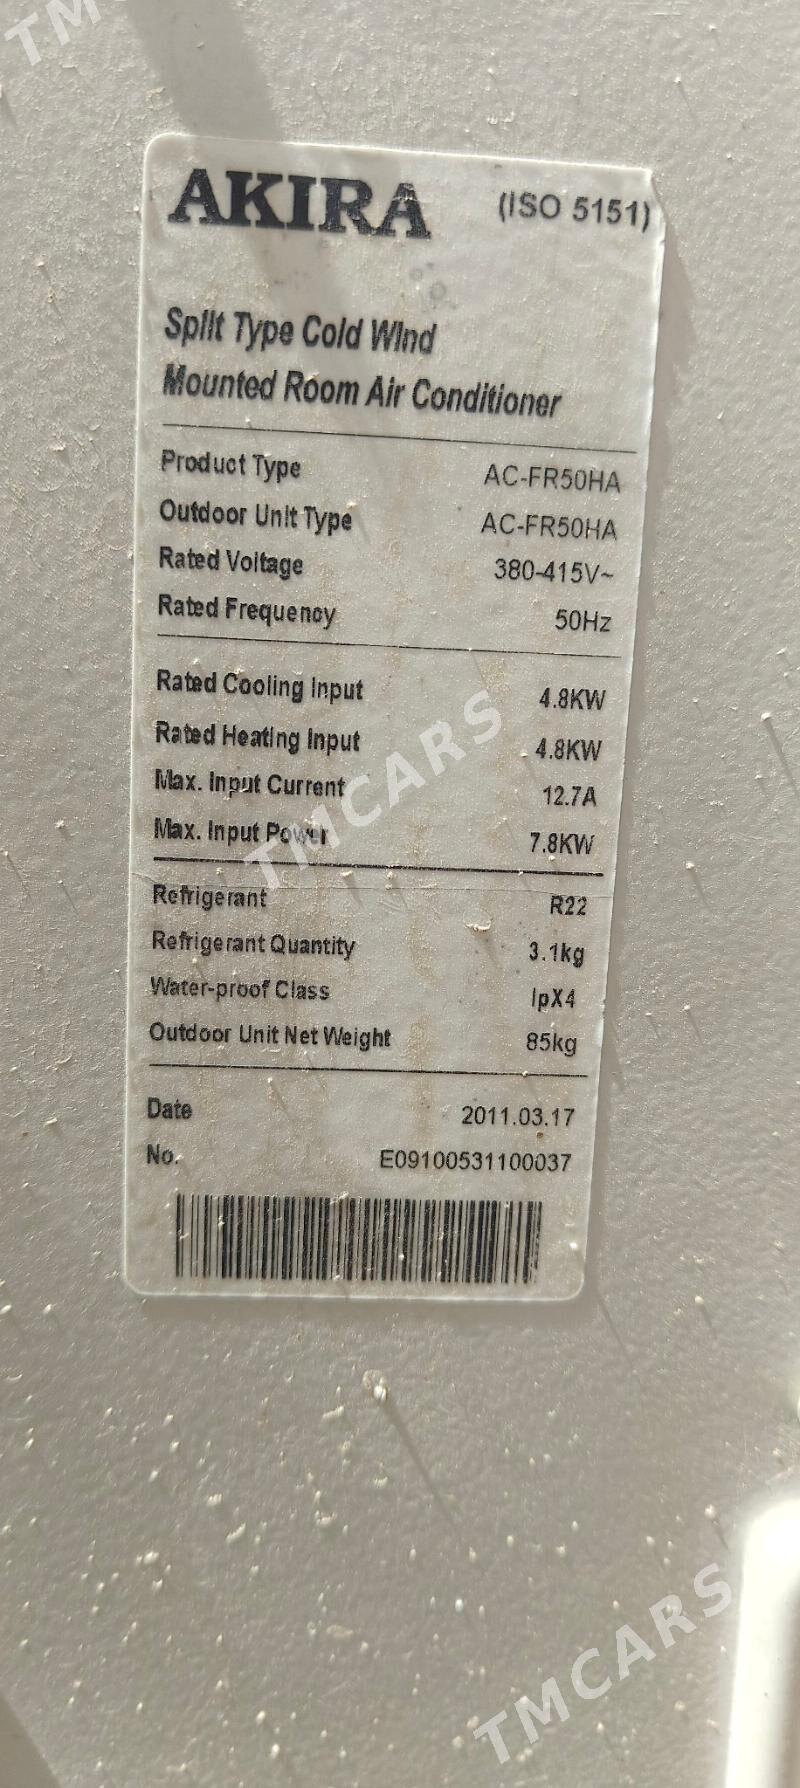 AKIRA (ISO 5151)
Split Type Cold Wind
Mounted Room Air Conditioner
Product Type AC-FR50HA
Outdoor Unit Type AC-FR50HA
Rated Voltage 380-415V~
Rated Frequency 50Hz
Rated Cooling Input 4.8KW
Rated Heating Input 4.8KW
Max. Input Current 12.7A
Max. Input Power 7.8KW
Refrigerant R22
Refrigerant Quantity 3.1kg
Water-proof Class IpX4
Outdoor Unit Net Weight 85kg
Date 2011.03.17
No. E09100531100037
TMCARS
TMCARS